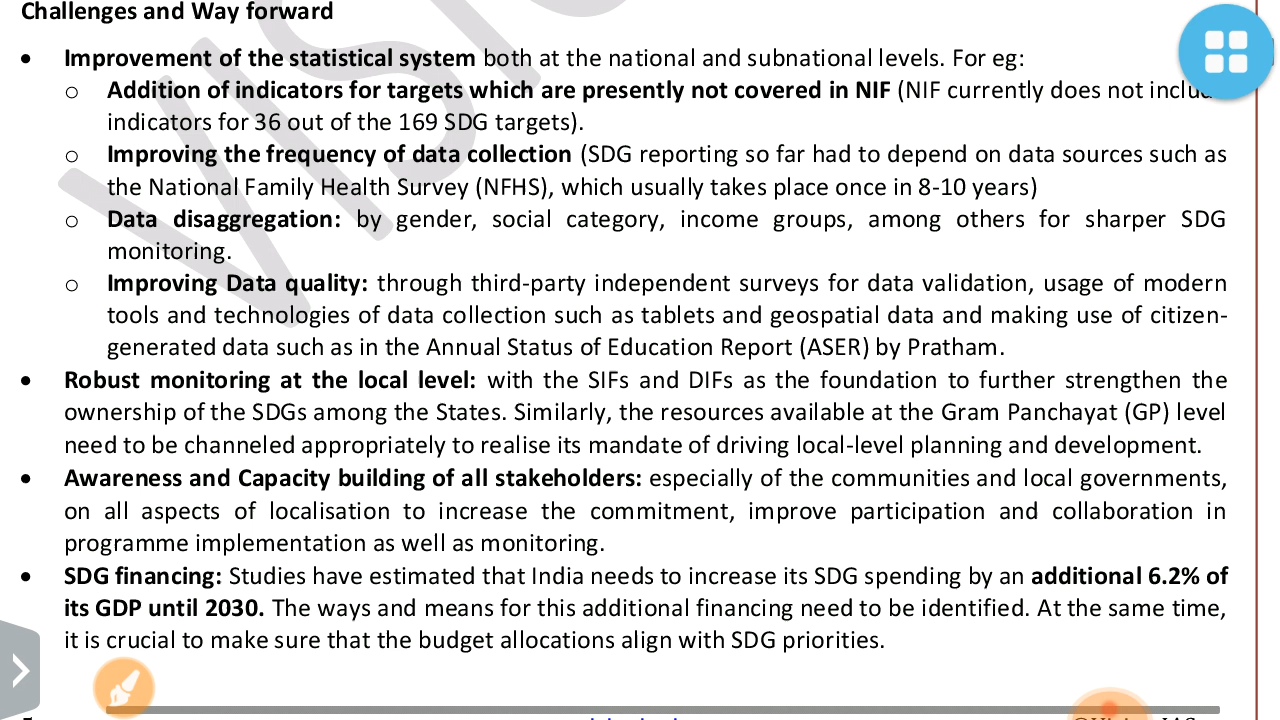 Challenges and Way forward
• Improvement of the statistical system both at the national and subnational levels. For eg:
o Addition of indicators for targets which are presently not covered in NIF (NIF currently does not
indicators for 36 out of the 169 SDG targets).
o Improving the frequency of data collection (SDG reporting so far had to depend on data sources such as
the National Family Health Survey (NFHS), which usually takes place once in 8-10 years)
o Data disaggregation: by gender, social category, income groups, among others for sharper SDG
monitoring.
o Improving Data quality: through third-party independent surveys for data validation, usage of modern
tools and technologies of data collection such as tablets and geospatial data and making use of citizen-
generated data such as in the Annual Status of Education Report (ASER) by Pratham.
• Robust monitoring at the local level: with the SIFs and DIFs as the foundation to further strengthen the
ownership of the SDGs among the States. Similarly, the resources available at the Gram Panchayat (GP) level
need to be channeled appropriately to realise its mandate of driving local-level planning and development.
• Awareness and Capacity building of all stakeholders: especially of the communities and local governments,
on all aspects of localisation to increase the commitment, improve participation and collaboration in
programme implementation as well as monitoring.
• SDG financing: Studies have estimated that India needs to increase its SDG spending by an additional 6.2% of
its GDP until 2030. The ways and means for this additional financing need to be identified. At the same time,
it is crucial to make sure that the budget allocations align with SDG priorities.